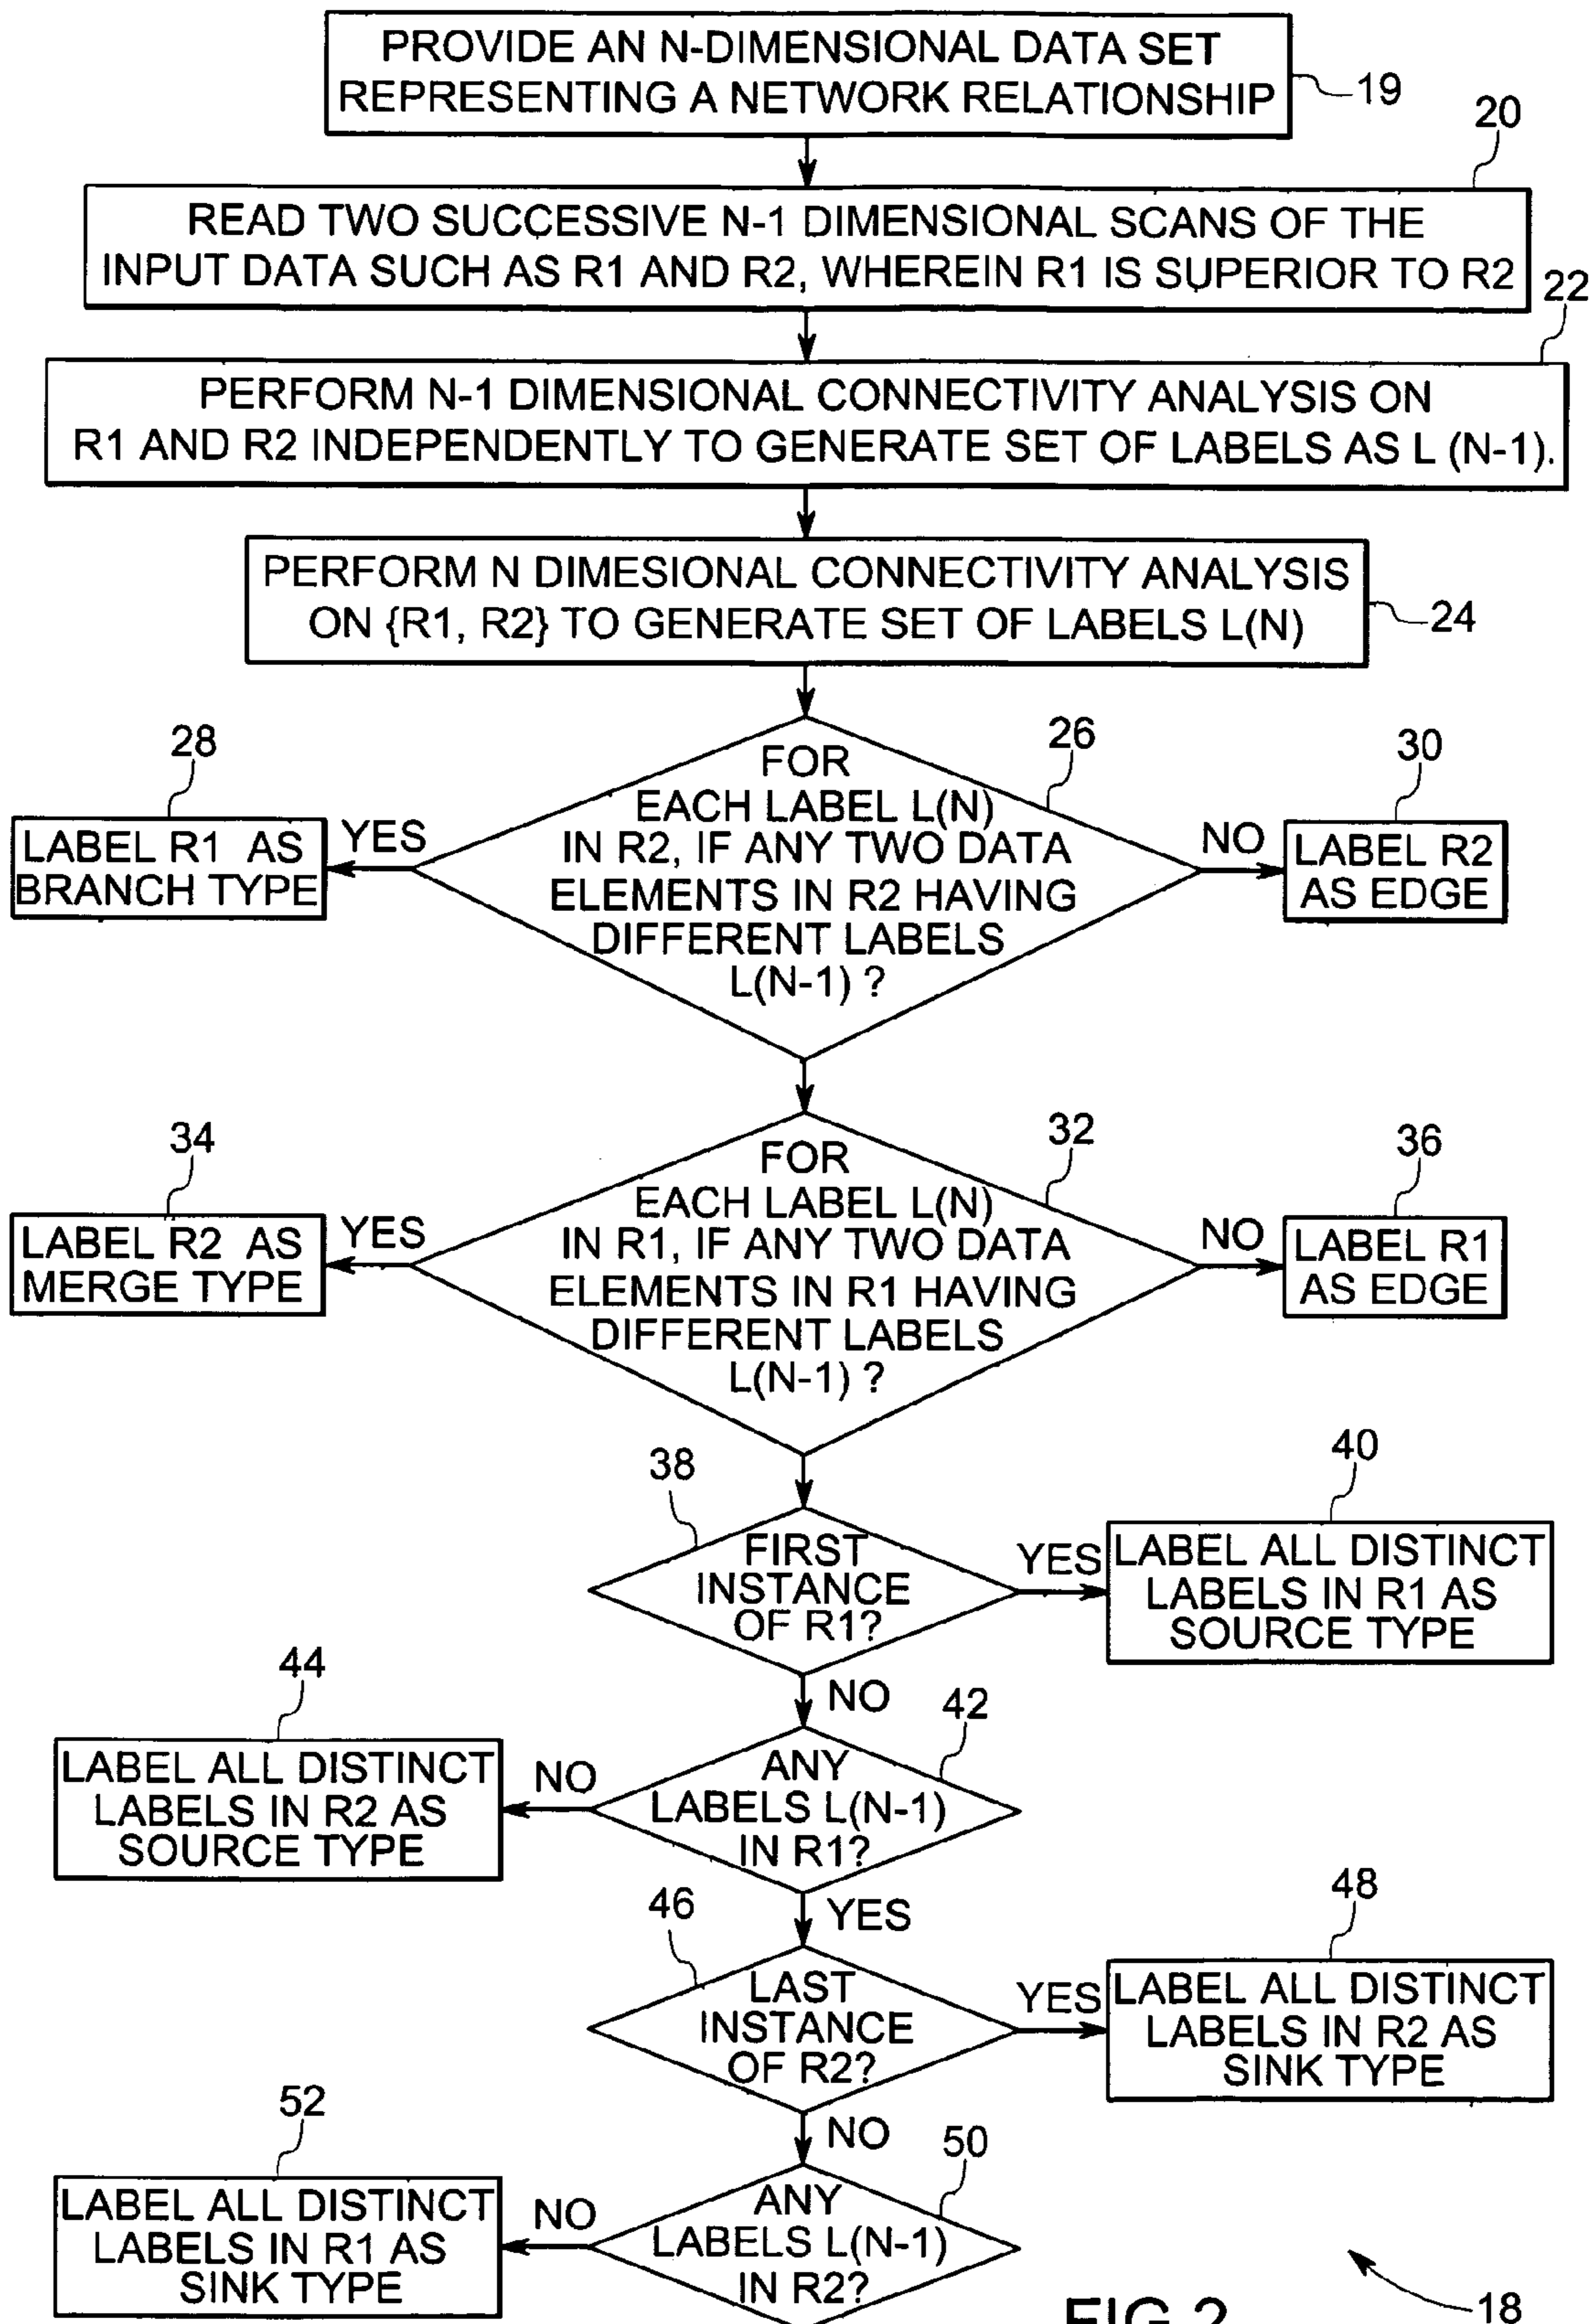 PROVIDE AN N-DIMENSIONAL DATA SET
REPRESENTING A NETWORK RELATIONSHIP
19
20
READ TWO SUCCESSIVE N-1 DIMENSIONAL SCANS OF THE
INPUT DATA SUCH AS R1 AND R2, WHEREIN R1 IS SUPERIOR TO R2
22
PERFORM N-1 DIMENSIONAL CONNECTIVITY ANALYSIS ON
R1 AND R2 INDEPENDENTLY TO GENERATE SET OF LABELS AS L (N-1).
PERFORM N DIMESIONAL CONNECTIVITY ANALYSIS
ON {R1, R2} TO GENERATE SET OF LABELS L(N)
24
28
LABEL R1 AS
BRANCH TYPE
YES
26
FOR
EACH LABEL L(N)
IN R2, IF ANY TWO DATA
ELEMENTS IN R2 HAVING
DIFFERENT LABELS
L(N-1) ?
NO
30
LABEL R2
AS EDGE
34
LABEL R2 AS
MERGE TYPE
YES
32
FOR
EACH LABEL L(N)
IN R1, IF ANY TWO DATA
ELEMENTS IN R1 HAVING
DIFFERENT LABELS
L(N-1) ?
NO
36
LABEL R1
AS EDGE
38
FIRST
INSTANCE
OF R1?
YES
40
LABEL ALL DISTINCT
LABELS IN R1 AS
SOURCE TYPE
NO
44
LABEL ALL DISTINCT
LABELS IN R2 AS
SOURCE TYPE
NO
42
ANY
LABELS L(N-1)
IN R1?
YES
46
LAST
INSTANCE
OF R2?
YES
48
LABEL ALL DISTINCT
LABELS IN R2 AS
SINK TYPE
NO
52
LABEL ALL DISTINCT
LABELS IN R1 AS
SINK TYPE
NO
50
ANY
LABELS L(N-1)
IN R2?
FIG.2
18